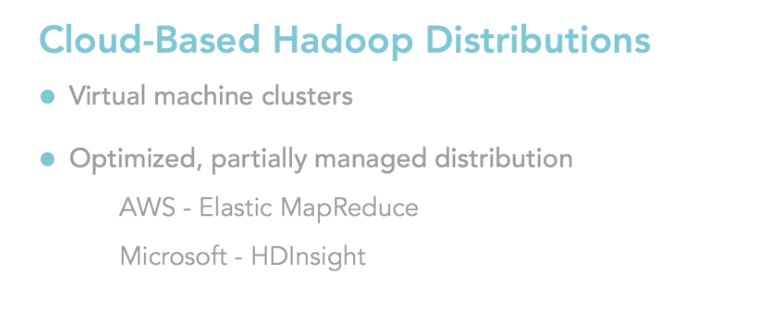 Cloud-Based Hadoop Distributions
● Virtual machine clusters
● Optimized, partially managed distribution
AWS - Elastic MapReduce
Microsoft - HDInsight